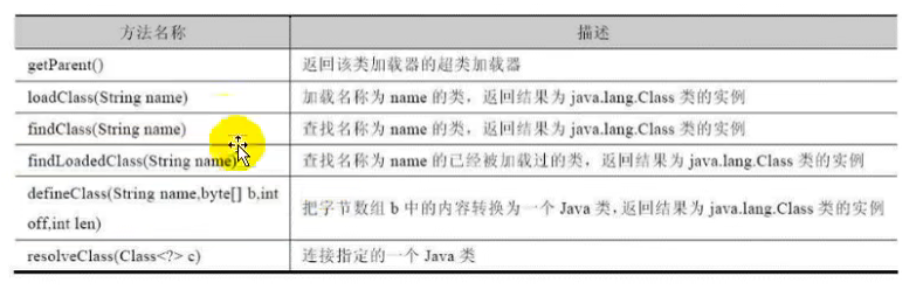 方法名称 描述
getParent() 返回该类加载器的超类加载器
loadClass(String name) 加载名称为 name 的类，返回结果为 java.lang.Class 类的实例
findClass(String name) 查找名称为 name 的类，返回结果为 java.lang.Class 类的实例
findLoadedClass(String name) 查找名称为 name 的已经被加载过的类，返回结果为 java.lang.Class 类的实例
defineClass(String name,byte[] b,int
off,int len)
把字节数组 b 中的内容转换为一个 Java 类,返回结果为 java.lang.Class 类的实例
resolveClass(Class<?> c) 连接指定的一个 Java 类